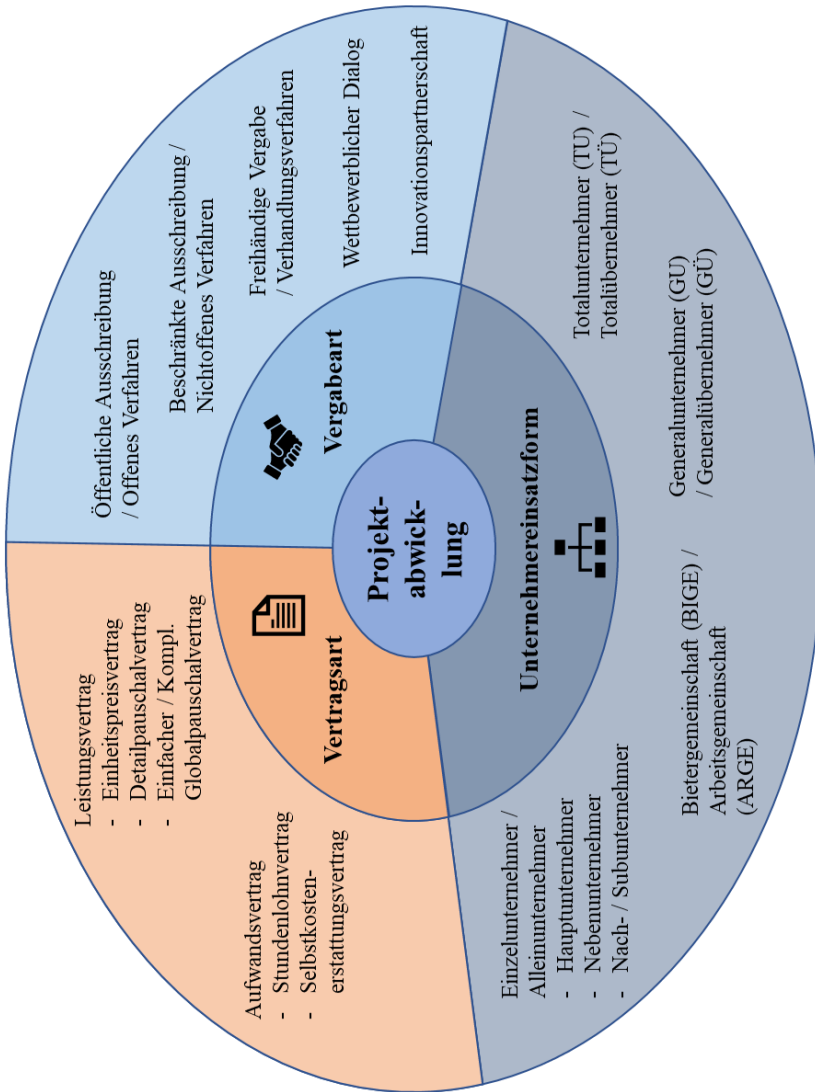 Projekt-
abwick-
lung
Vertragsart
Leistungsvertrag
- Einheitspreisvertrag
- Detailpauschalvertrag
- Einfacher / Kompl.
Globalpauschalvertrag
Aufwandsvertrag
- Stundenlohnvertrag
- Selbstkosten-
erstattungsvertrag
Vergabeart
Öffentliche Ausschreibung
/ Offenes Verfahren
Beschränkte Ausschreibung /
Nichtoffenes Verfahren
Freihändige Vergabe
/ Verhandlungsverfahren
Wettbewerblicher Dialog
Innovationspartnerschaft
Unternehmereinsatzform
Einzelunternehmer /
Alleinunternehmer
- Hauptunternehmer
- Nebenunternehmer
- Nach- / Subunternehmer
Bietergemeinschaft (BIGE) /
Arbeitsgemeinschaft
(ARGE)
Generalunternehmer (GU)
/ Generalübernehmer (GÜ)
Totalunternehmer (TU) /
Totalübernehmer (TÜ)